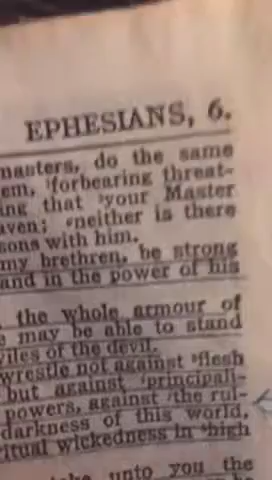 EPHESIANS, 6.
masters, do the same
em, forbearing threat-
ing that your Master
aven; neither is there
sons with him.
my brethren, be strong
and in the power of his
the whole armour of
e may be able to stand
viles of the devil.
wrestle not against flesh
but against principali-
powers, against the rul-
darkness of this world,
ritual wickedness in high
unto you the